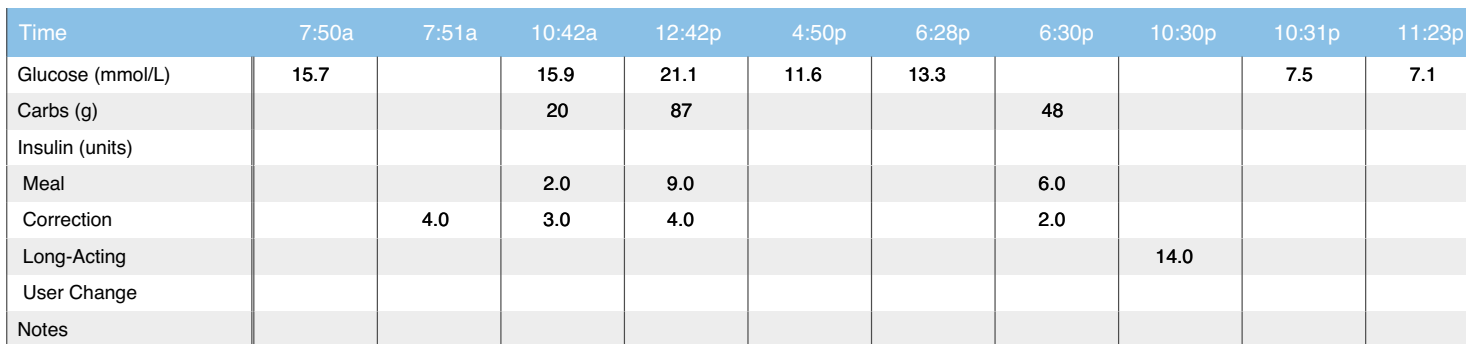 Time 7:50a 7:51a 10:42a 12:42p 4:50p 6:28p 6:30p 10:30p 10:31p 11:23p
Glucose (mmol/L) 15.7 15.9 21.1 11.6 13.3 7.5 7.1
Carbs (g) 20 87 48
Insulin (units)
Meal 2.0 9.0 6.0
Correction 4.0 3.0 4.0 2.0
Long-Acting 14.0
User Change
Notes